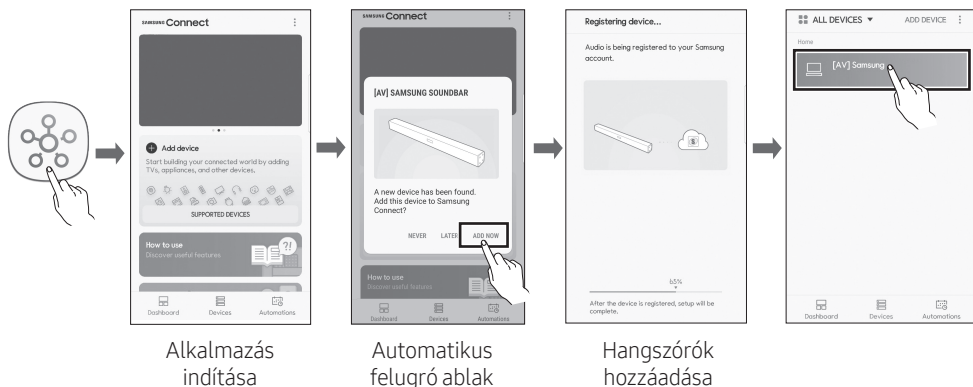 SAMSUNG Connect
Add device
Start building your connected world by adding
TVs, appliances, and other devices.
SUPPORTED DEVICES
How to use
Discover useful features
?!
Dashboard Devices Automations
Alkalmazás
indítása
SAMSUNG Connect
[AV] SAMSUNG SOUNDBAR
A new device has been found.
Add this device to Samsung
Connect?
NEVER LATER ADD NOW
How to use
Discover useful features
Dashboard Devices Automations
Automatikus
felugró ablak
Registering device...
Audio is being registered to your Samsung
account.
65%
After the device is registered, setup will be
complete.
Hangszórók
hozzáadása
ALL DEVICES ADD DEVICE
Home
[AV] Samsung
Dashboard Devices Automations